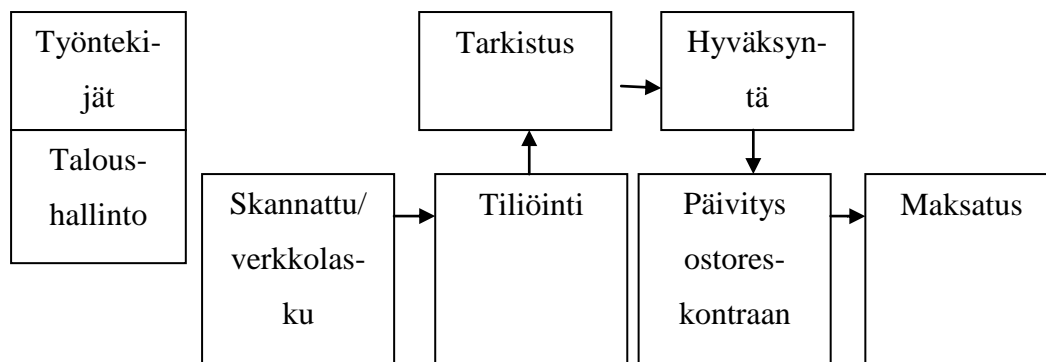 Työnteki-
jät
Talous-
hallinto
Tarkistus
Hyväksyn-
tä
Skannattu/
verkkolas-
ku
Tiliöinti
Päivitys
ostores-
kontraan
Maksatus